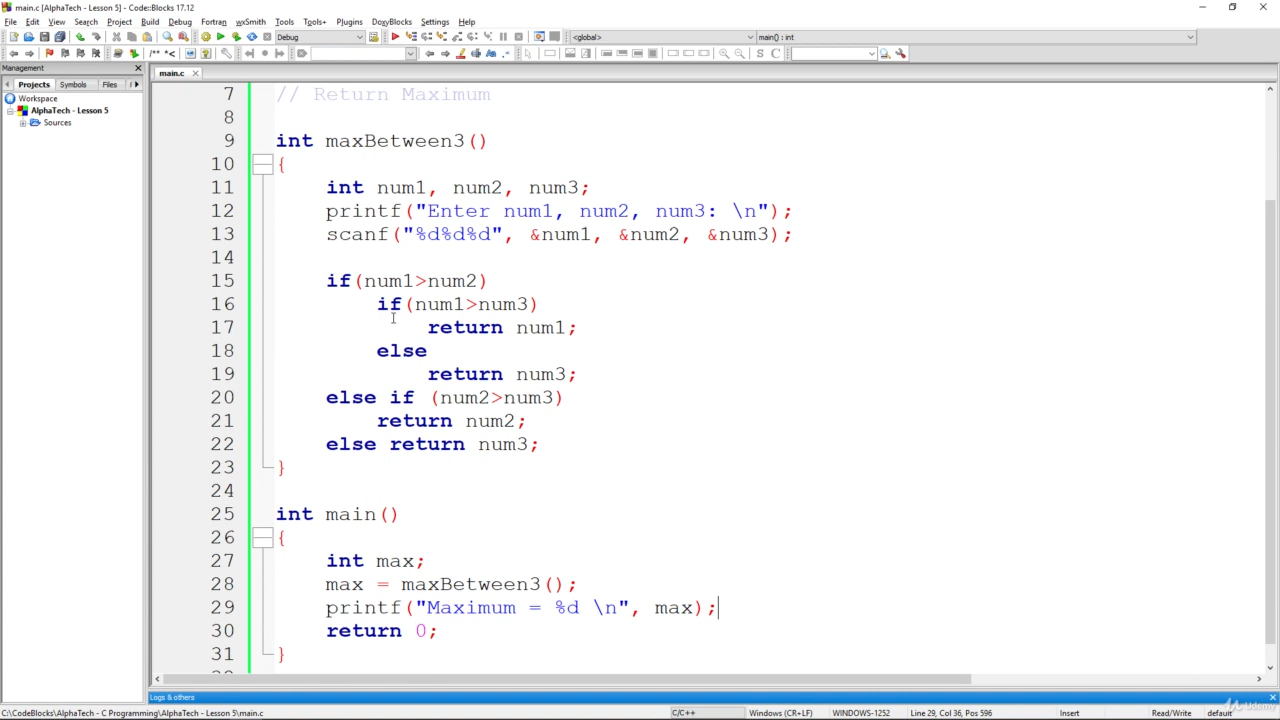 main.c [AlphaTech - Lesson 5] - Code::Blocks 17.12
File Edit View Search Project Build Debug Fortran wxSmith Tools Tools+ Plugins DoxyBlocks Settings Help
Debug <global> main() : int
/** *<
S C
Management
main.c
Projects Symbols Files
Workspace
AlphaTech - Lesson 5
Sources
7 // Return Maximum
8
9 int maxBetween3()
10 {
11 int num1, num2, num3;
12 printf("Enter num1, num2, num3: \n");
13 scanf("%d%d%d", &num1, &num2, &num3);
14
15 if(num1>num2)
16 if(num1>num3)
17 return num1;
18 else
19 return num3;
20 else if (num2>num3)
21 return num2;
22 else return num3;
23 }
24
25 int main()
26 {
27 int max;
28 max = maxBetween3();
29 printf("Maximum = %d \n", max);
30 return 0;
31 }
Logs & others
C:\CodeBlocks\AlphaTech - C Programming\AlphaTech - Lesson 5\main.c C/C++ Windows (CR+LF) WINDOWS-1252 Line 29, Col 36, Pos 596 Insert Read/Write default
Udemy